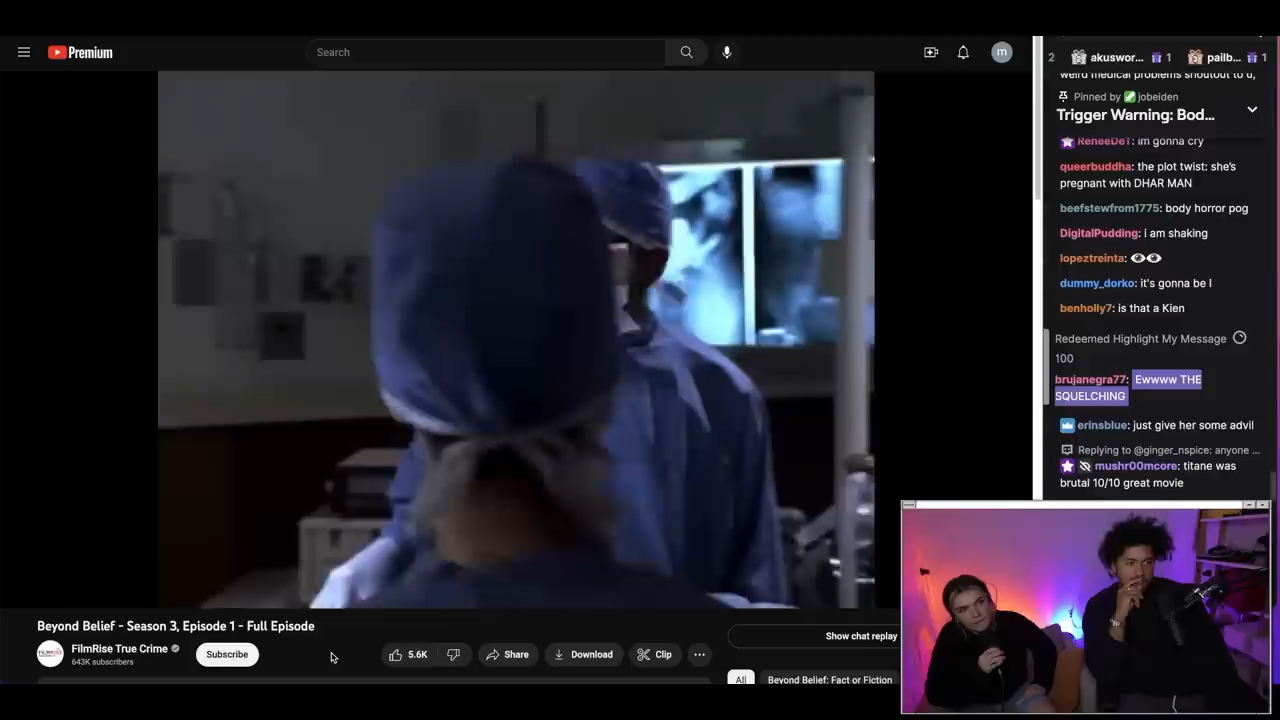 Premium
Search
m
2
akuswor...
1
pailb...
1
weird medical problems shoutout to u,
Pinned by jobeiden
Trigger Warning: Bod...
ReneeDeT: im gonna cry
queerbuddha: the plot twist: she's
pregnant with DHAR MAN
beefstewfrom1775: body horror pog
DigitalPudding: i am shaking
lopeztreinta:
dummy_dorko: it's gonna be I
benholly7: is that a Kien
Redeemed Highlight My Message
100
brujanegra77: Ewwww THE
SQUELCHING
erinsblue: just give her some advil
Replying to @ginger_nspice: anyone ...
mushr00mcore: titane was
brutal 10/10 great movie
Beyond Belief - Season 3, Episode 1 - Full Episode
FilmRise True Crime
643K subscribers
Subscribe
5.6K
Share
Download
Clip
Show chat replay
All
Beyond Belief: Fact or Fiction